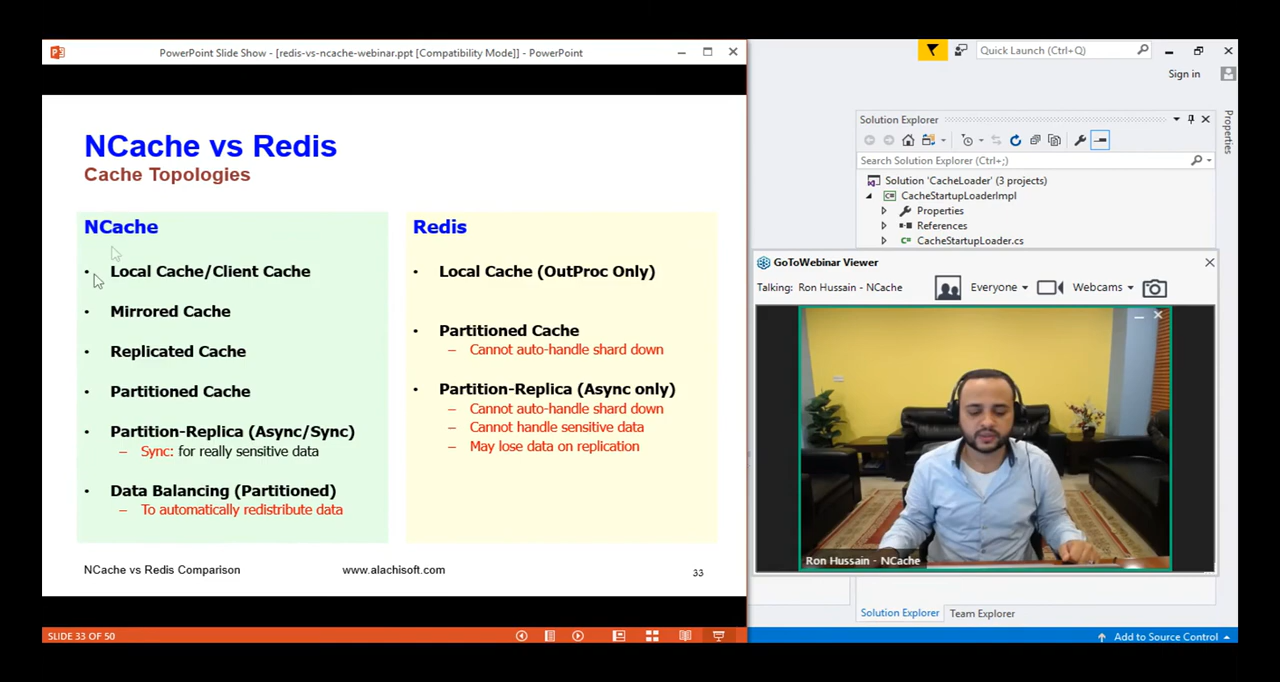 PowerPoint Slide Show - [redis-vs-ncache-webinar.ppt [Compatibility Mode]] - PowerPoint
NCache vs Redis
Cache Topologies
NCache
• Local Cache/Client Cache
• Mirrored Cache
• Replicated Cache
• Partitioned Cache
• Partition-Replica (Async/Sync)
– Sync: for really sensitive data
• Data Balancing (Partitioned)
– To automatically redistribute data
Redis
• Local Cache (OutProc Only)
• Partitioned Cache
– Cannot auto-handle shard down
• Partition-Replica (Async only)
– Cannot auto-handle shard down
– Cannot handle sensitive data
– May lose data on replication
NCache vs Redis Comparison
www.alachisoft.com
33
SLIDE 33 OF 50
Quick Launch (Ctrl+Q)
Sign in
Solution Explorer
Search Solution Explorer (Ctrl+;)
Solution 'CacheLoader' (3 projects)
CacheStartupLoaderImpl
Properties
References
CacheStartupLoader.cs
Properties
GoToWebinar Viewer
Talking: Ron Hussain - NCache
Everyone
Webcams
Ron Hussain - NCache
Solution Explorer
Team Explorer
Add to Source Control